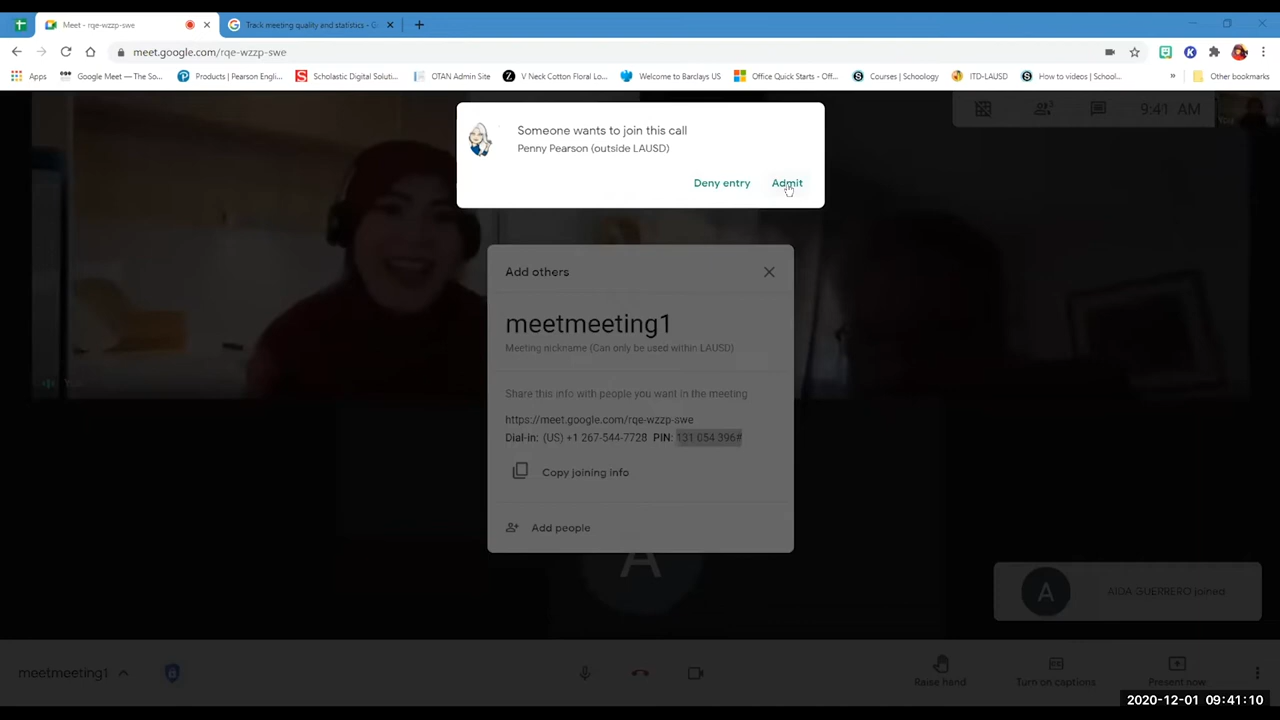 Meet - rqe-wzzp-swe
Track meeting quality and statistics - G
meet.google.com/rqe-wzzp-swe
Apps
Google Meet — The So...
Products | Pearson Engli...
Scholastic Digital Soluti...
OTAN Admin Site
V Neck Cotton Floral Lo...
Welcome to Barclays US
Office Quick Starts - Off...
Courses | Schoology
ITD-LAUSD
How to videos | School...
»
Other bookmarks
Someone wants to join this call
Penny Pearson (outside LAUSD)
Deny entry
Admit
3
9:41 AM
You
Add others
meetmeeting1
Meeting nickname (Can only be used within LAUSD)
Share this info with people you want in the meeting
https://meet.google.com/rqe-wzzp-swe
Dial-in: (US) +1 267-544-7728 PIN: 131 054 396#
Copy joining info
Add people
You
A
A
AIDA GUERRERO joined
meetmeeting1
Raise hand
Turn on captions
Present now
2020-12-01 09:41:10